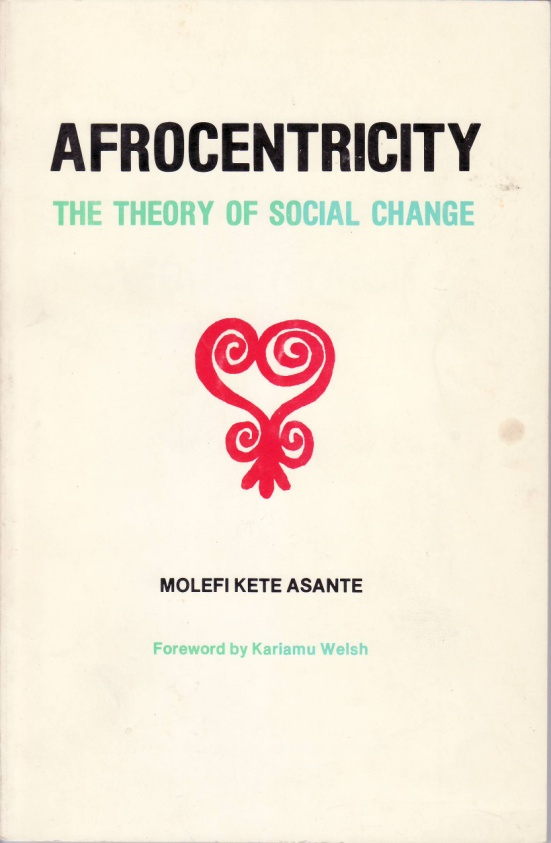 AFROCENTRICITY
THE THEORY OF SOCIAL CHANGE
MOLEFI KETE ASANTE
Foreword by Kariamu Welsh